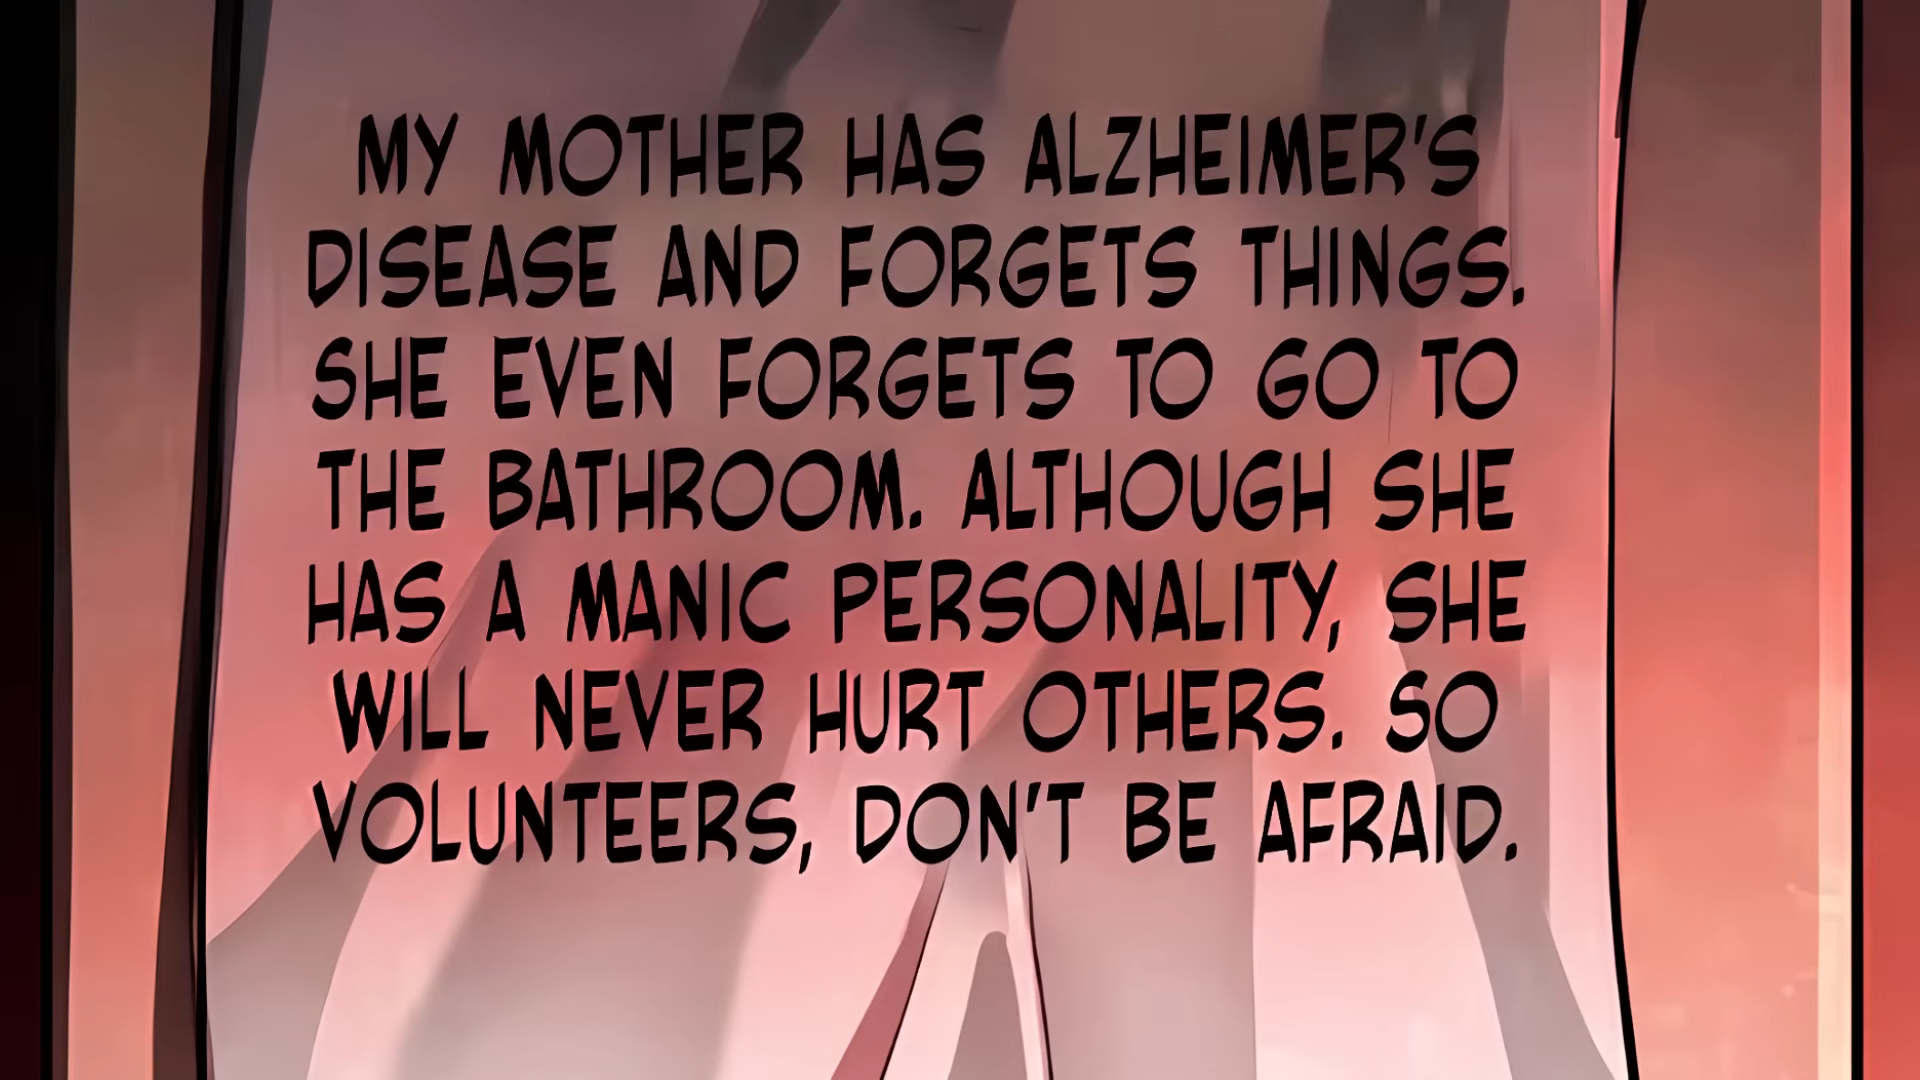 MY MOTHER HAS ALZHEIMER'S
DISEASE AND FORGETS THINGS.
SHE EVEN FORGETS TO GO TO
THE BATHROOM. ALTHOUGH SHE
HAS A MANIC PERSONALITY, SHE
WILL NEVER HURT OTHERS. SO
VOLUNTEERS, DON'T BE AFRAID.